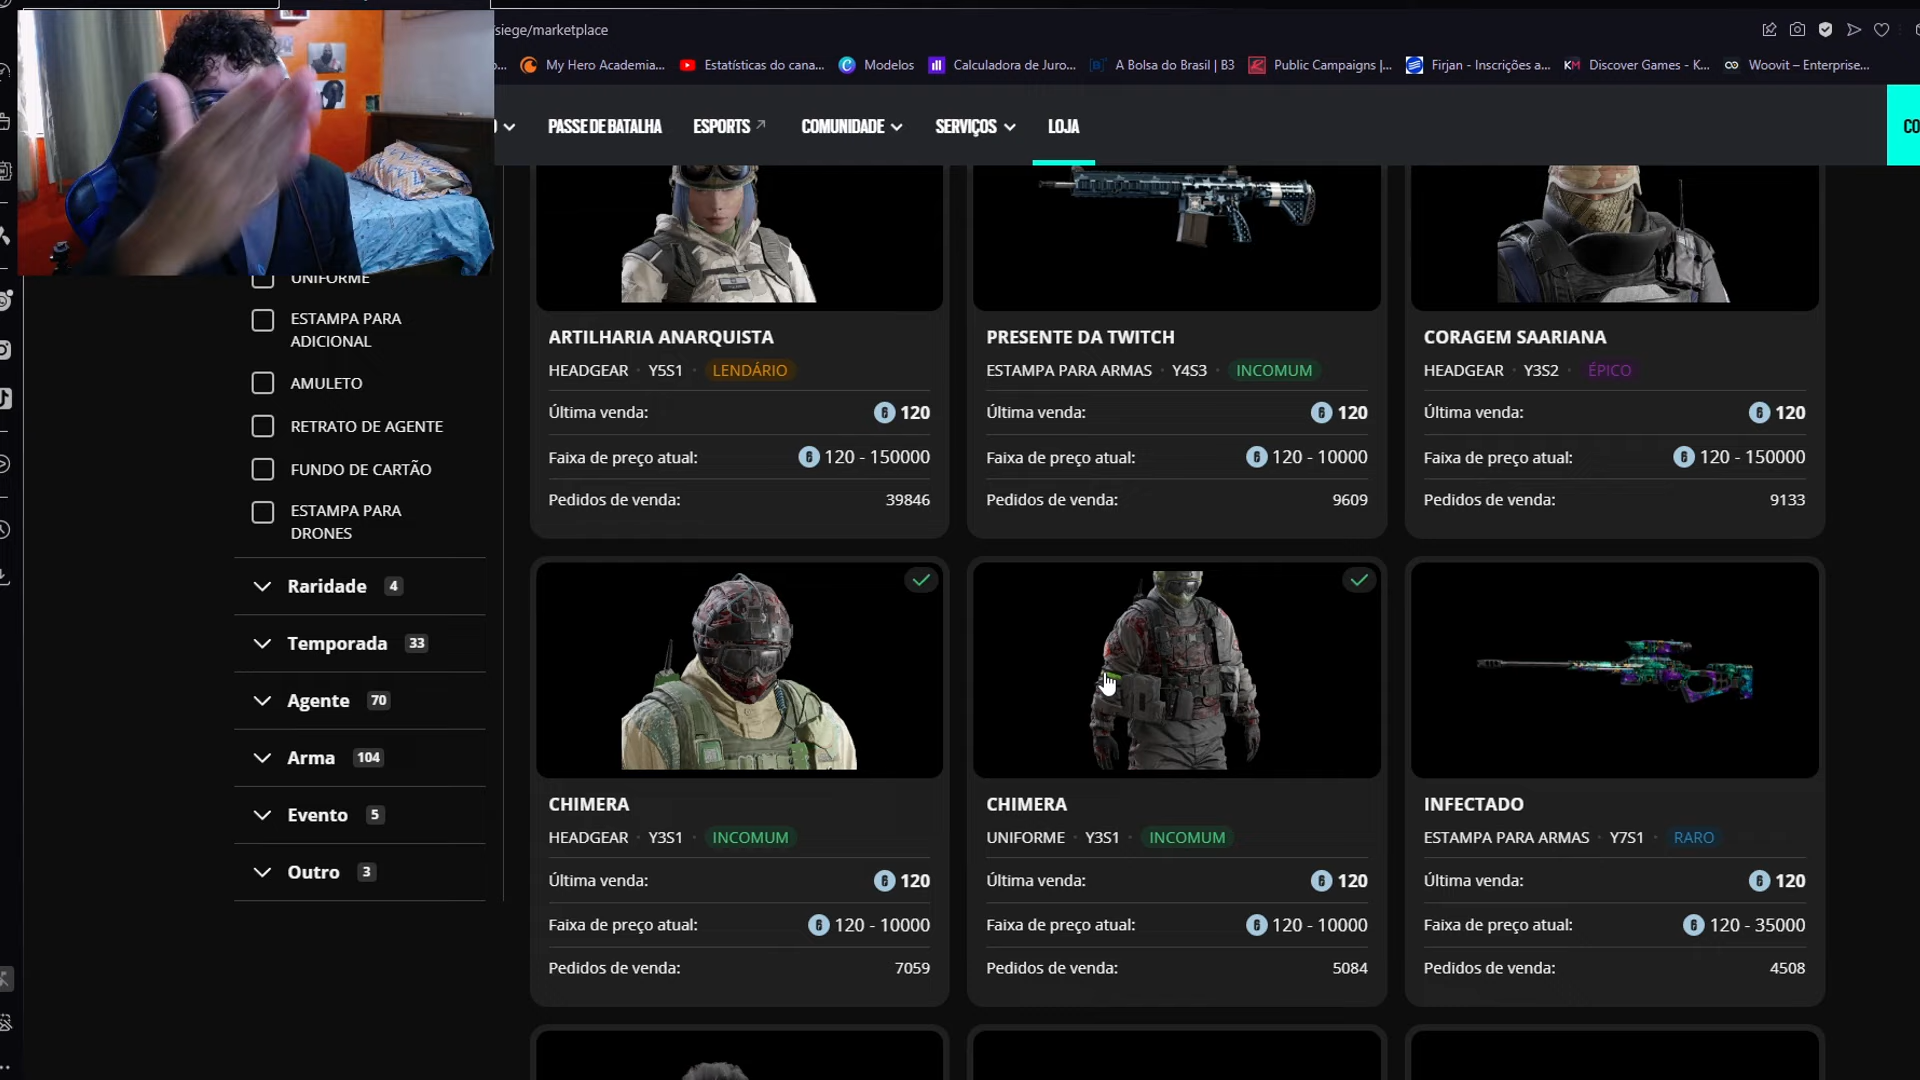 siege/marketplace
My Hero Academia...
Estatísticas do cana...
Modelos
Calculadora de Juro...
A Bolsa do Brasil | B3
Public Campaigns |...
Firjan - Inscrições a...
Discover Games - K...
Woovit – Enterprise...
PASSE DE BATALHA
ESPORTS
COMUNIDADE
SERVIÇOS
LOJA
CO
UNIFORME
ESTAMPA PARA
ADICIONAL
AMULETO
RETRATO DE AGENTE
FUNDO DE CARTÃO
ESTAMPA PARA
DRONES
Raridade 4
Temporada 33
Agente 70
Arma 104
Evento 5
Outro 3
ARTILHARIA ANARQUISTA
HEADGEAR · Y5S1 · LENDÁRIO
Última venda: 120
Faixa de preço atual: 120 - 150000
Pedidos de venda: 39846
PRESENTE DA TWITCH
ESTAMPA PARA ARMAS · Y4S3 · INCOMUM
Última venda: 120
Faixa de preço atual: 120 - 10000
Pedidos de venda: 9609
CORAGEM SAARIANA
HEADGEAR · Y3S2 · ÉPICO
Última venda: 120
Faixa de preço atual: 120 - 150000
Pedidos de venda: 9133
CHIMERA
HEADGEAR · Y3S1 · INCOMUM
Última venda: 120
Faixa de preço atual: 120 - 10000
Pedidos de venda: 7059
CHIMERA
UNIFORME · Y3S1 · INCOMUM
Última venda: 120
Faixa de preço atual: 120 - 10000
Pedidos de venda: 5084
INFECTADO
ESTAMPA PARA ARMAS · Y7S1 · RARO
Última venda: 120
Faixa de preço atual: 120 - 35000
Pedidos de venda: 4508